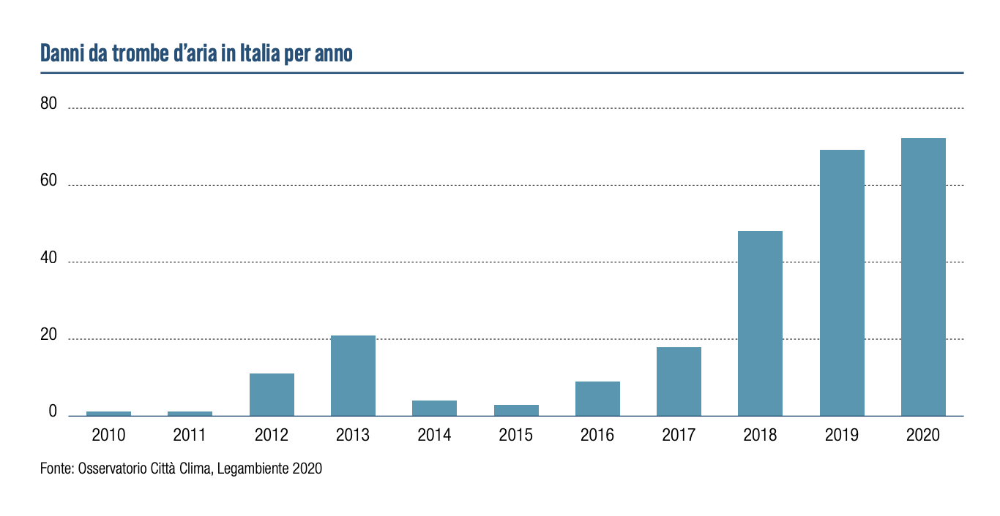 Danni da trombe d’aria in Italia per anno
80
60
40
20
0
2010 2011 2012 2013 2014 2015 2016 2017 2018 2019 2020
Fonte: Osservatorio Città Clima, Legambiente 2020